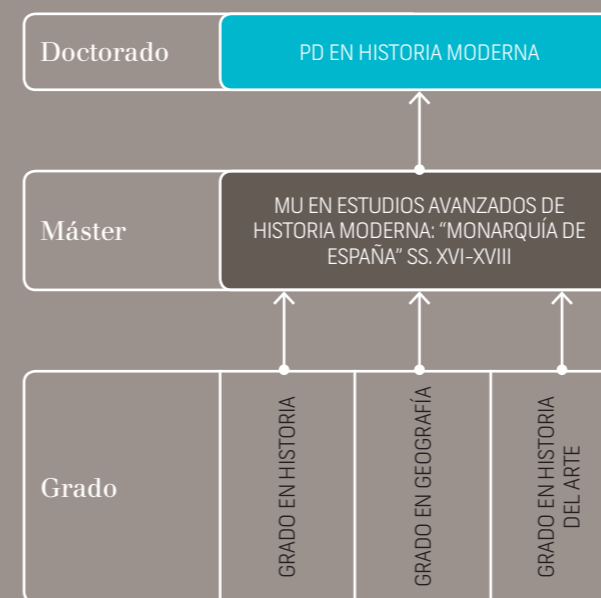 Doctorado
PD EN HISTORIA MODERNA
Máster
MU EN ESTUDIOS AVANZADOS DE
HISTORIA MODERNA: “MONARQUÍA DE
ESPAÑA” SS. XVI-XVIII
Grado
GRADO EN HISTORIA
GRADO EN GEOGRAFÍA
GRADO EN HISTORIA
DEL ARTE